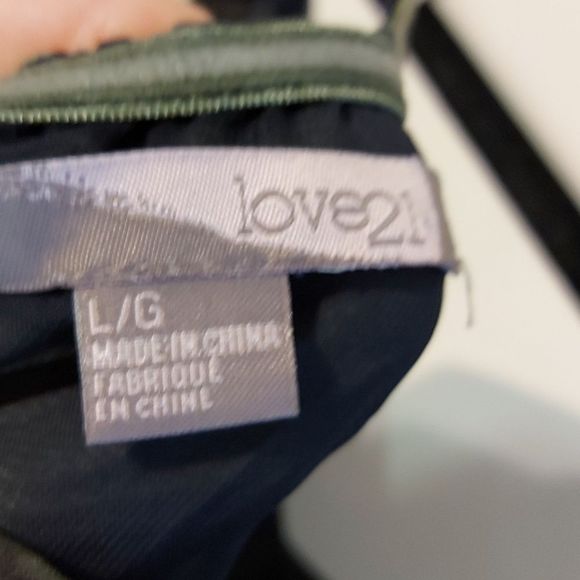 love21
L/G
MADE IN CHINA
FABRIQUÉ
EN CHINE